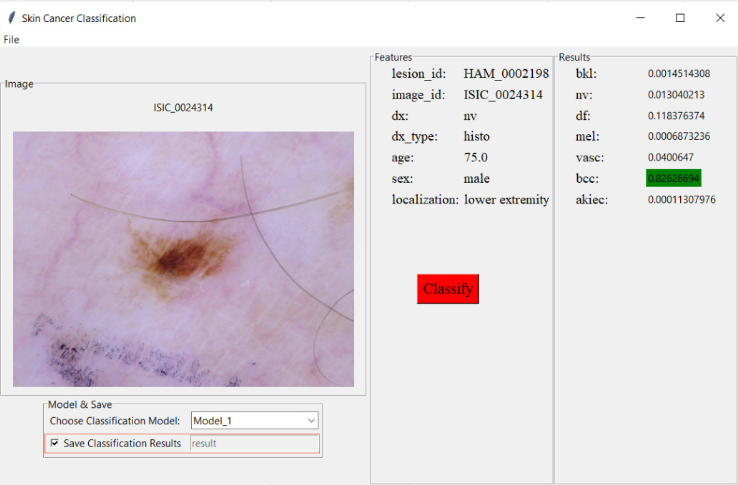 Skin Cancer Classification
File
Image
ISIC_0024314
Model & Save
Choose Classification Model: Model_1
Save Classification Results result
Features
lesion_id: HAM_0002198
image_id: ISIC_0024314
dx: nv
dx_type: histo
age: 75.0
sex: male
localization: lower extremity
Classify
Results
bkl: 0.0014514308
nv: 0.013040213
df: 0.118376374
mel: 0.0006873236
vasc: 0.0400647
bcc: 0.82626694
akiec: 0.00011307976